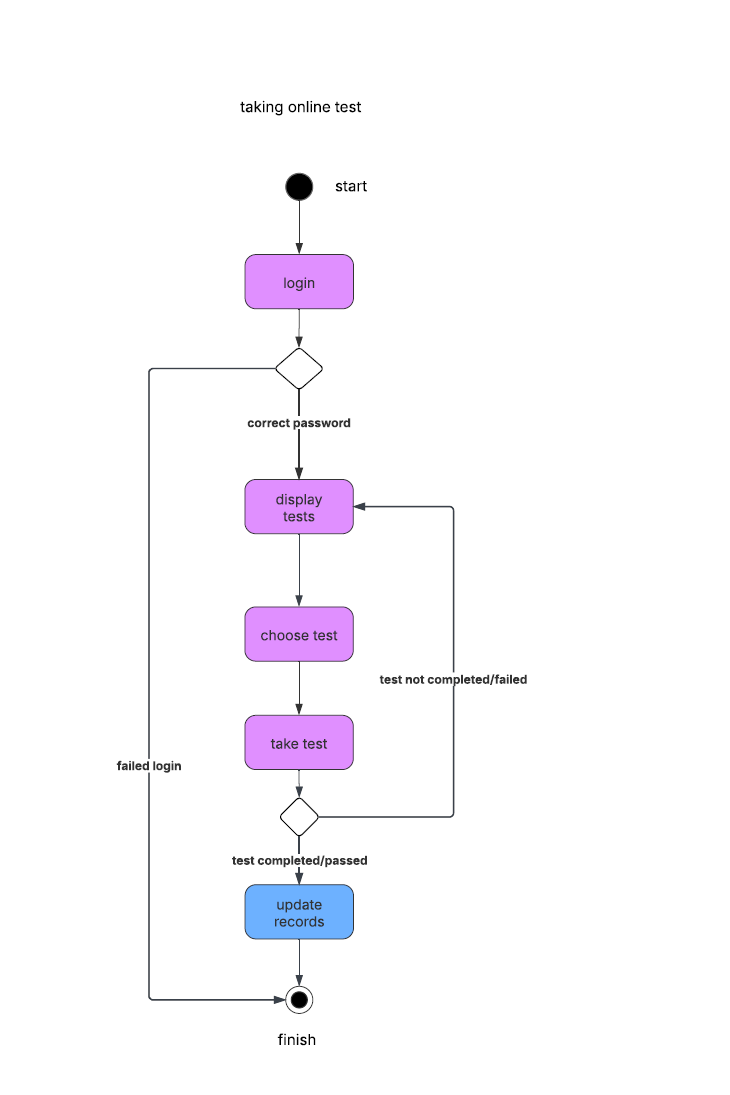 taking online test
start
login
correct password
display
tests
choose test
test not completed/failed
take test
failed login
test completed/passed
update
records
finish